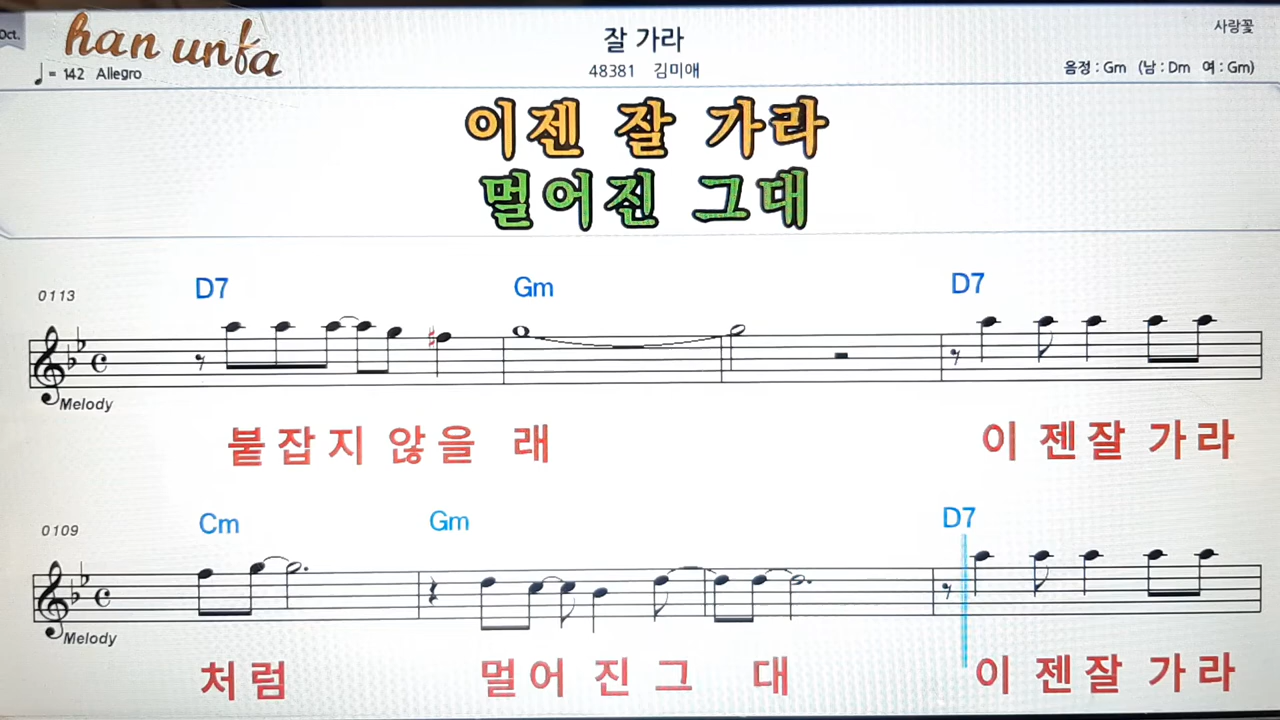 Oct.
han unfa
잘 가라
사랑꽃
♩= 142 Allegro
48381 김미애
음정 : Gm (남 : Dm 여 : Gm)
이젠 잘 가라
멀어진 그대
0113
D7 Gm D7
Melody
붙잡지 않을 래 이 젠잘 가라
0109
Cm Gm D7
Melody
처럼 멀어 진그 대 이 젠잘 가라